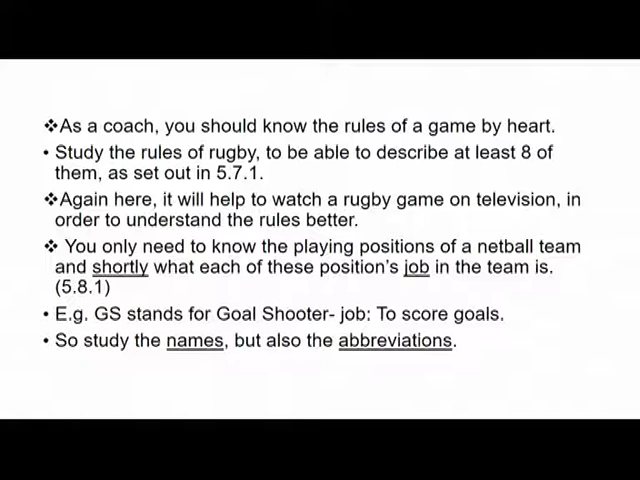 ❖As a coach, you should know the rules of a game by heart.
• Study the rules of rugby, to be able to describe at least 8 of
them, as set out in 5.7.1.
❖Again here, it will help to watch a rugby game on television, in
order to understand the rules better.
❖ You only need to know the playing positions of a netball team
and shortly what each of these position's job in the team is.
(5.8.1)
• E.g. GS stands for Goal Shooter- job: To score goals.
• So study the names, but also the abbreviations.